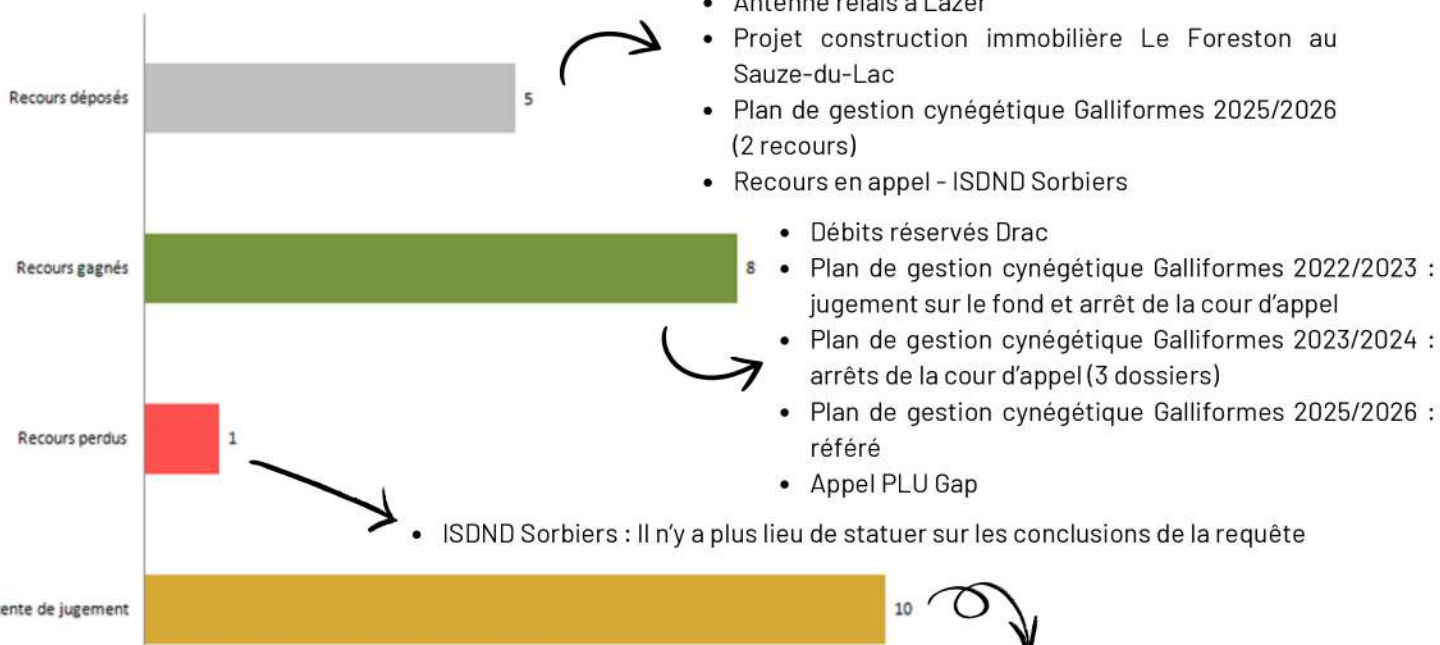 • Antenne relais à Lazer
• Projet construction immobilière Le Foreston au
Sauze-du-Lac
• Plan de gestion cynégétique Galliformes 2025/2026
(2 recours)
• Recours en appel - ISDND Sorbiers
Recours déposés
5
• Débits réservés Drac
• Plan de gestion cynégétique Galliformes 2022/2023 :
jugement sur le fond et arrêt de la cour d'appel
• Plan de gestion cynégétique Galliformes 2023/2024 :
arrêts de la cour d'appel (3 dossiers)
• Plan de gestion cynégétique Galliformes 2025/2026 :
référé
• Appel PLU Gap
Recours gagnés
8
Recours perdus
1
• ISDND Sorbiers : Il n'y a plus lieu de statuer sur les conclusions de la requête
de jugement
10